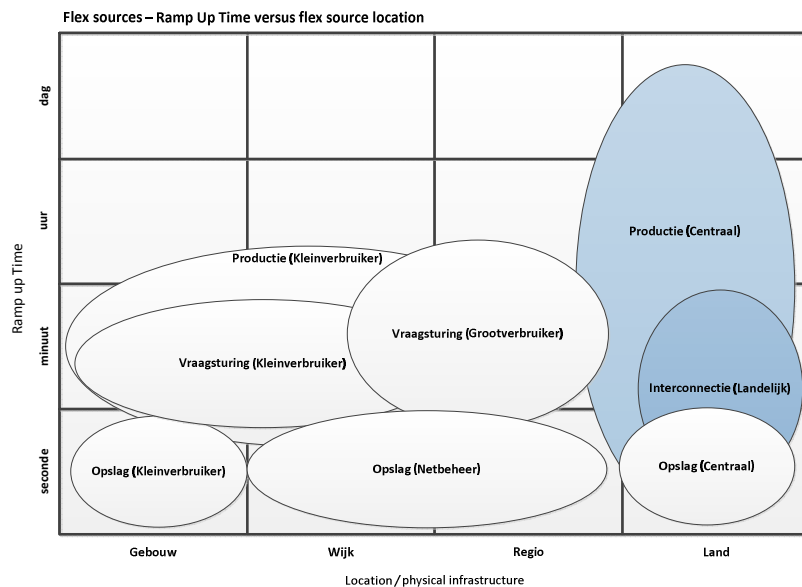 Flex sources – Ramp Up Time versus flex source location
dag
uur
minuut
seconde
Ramp up Time
Productie (Centraal)
Productie (Kleinverbruiker)
Vraagsturing (Grootverbruiker)
Vraagsturing (Kleinverbruiker)
Interconnectie (Landelijk)
Opslag (Kleinverbruiker)
Opslag (Netbeheer)
Opslag (Centraal)
Gebouw
Wijk
Regio
Land
Location / physical infrastructure